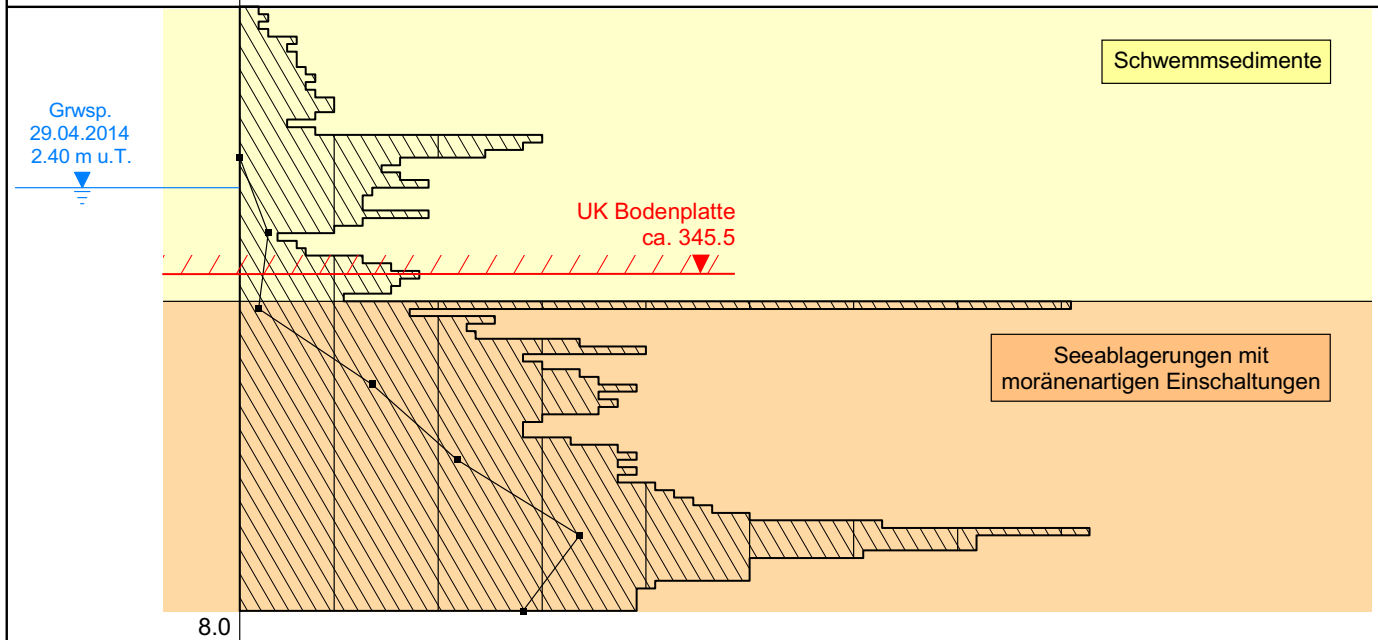 Schwemmsedimente
Grwsp.
29.04.2014
2.40 m u.T.
UK Bodenplatte
ca. 345.5
Seeablagerungen mit
moränenartigen Einschaltungen
8.0